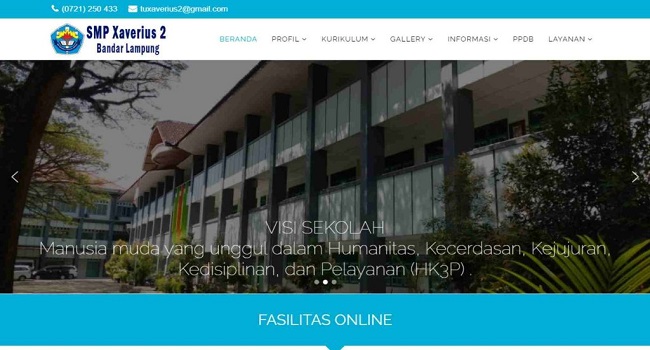 (0721) 250 433 tuxaverius2@gmail.com
SMP Xaverius 2
Bandar Lampung
BERANDA PROFIL KURIKULUM GALLERY INFORMASI PPDB LAYANAN
VISI SEKOLAH
Manusia muda yang unggul dalam Humanitas, Kecerdasan, Kejujuran,
Kedisiplinan, dan Pelayanan (HK3P) .
FASILITAS ONLINE